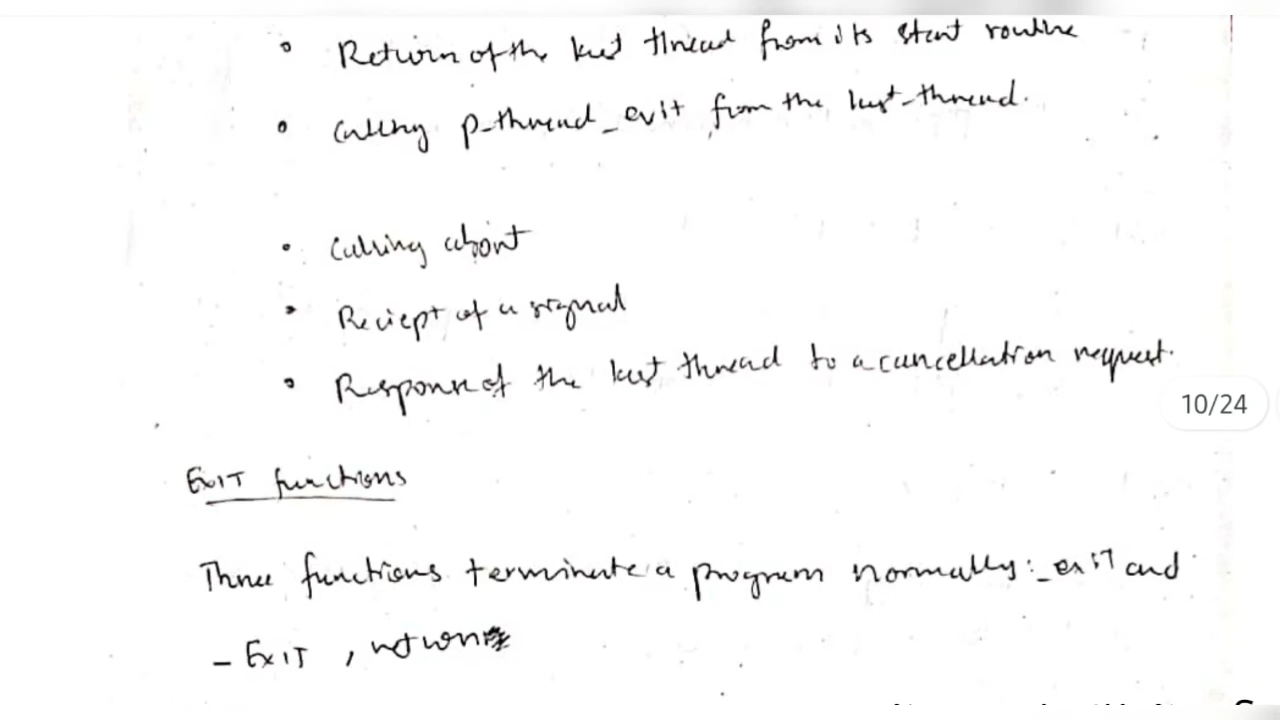 Return of the last thread from its start routine
Calling p-thread_exit from the last-thread.
Calling abort
Reciept of a signal
Response of the last thread to a cancellation request.
10/24
EXIT functions
Three functions terminate a program normally: _exit and
- EXIT , return